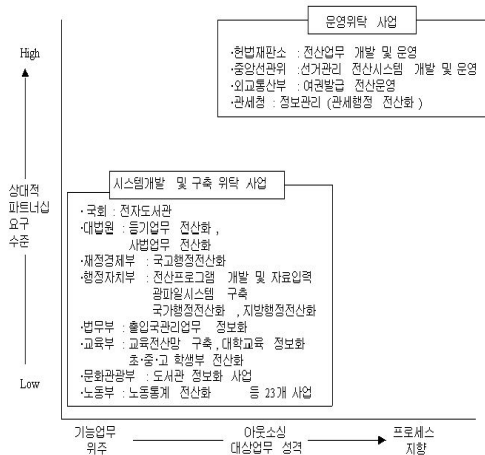 운영위탁 사업
High
·헌법재판소 : 전산업무 개발 및 운영
·중앙선관위 : 선거관리 전산시스템 개발 및 운영
·외교통산부 : 여권발급 전산운영
·관세청 : 정보관리 (관세행정 전산화)
시스템개발 및 구축 위탁 사업
상대적
파트너십
요구
수준
·국회 : 전자도서관
·대법원 : 등기업무 전산화,
사법업무 전산화
·재정경제부 : 국고행정전산화
·행정자치부 : 전산프로그램 개발 및 자료입력
광파일시스템 구축
국가행정전산화, 지방행정전산화
·법무부 : 출입국관리업무 정보화
·교육부 : 교육전산망 구축, 대학교육 정보화
초·중·고 학생부 전산화
·문화관광부 : 도서관 정보화 사업
·노동부 : 노동통계 전산화 등 23개 사업
Low
기능업무
위주
아웃소싱
대상업무 성격
프로세스
지향